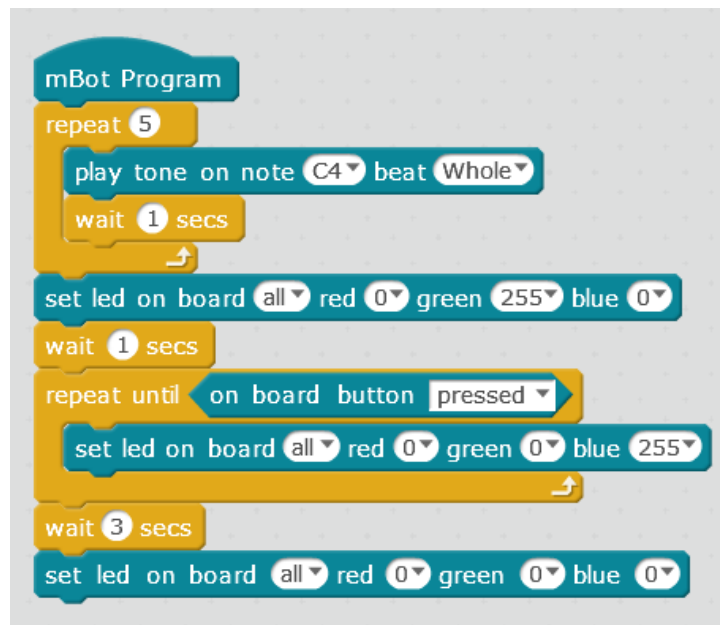 mBot Program
repeat 5
play tone on note C4 beat Whole
wait 1 secs
set led on board all red 0 green 255 blue 0
wait 1 secs
repeat until on board button pressed
set led on board all red 0 green 0 blue 255
wait 3 secs
set led on board all red 0 green 0 blue 0